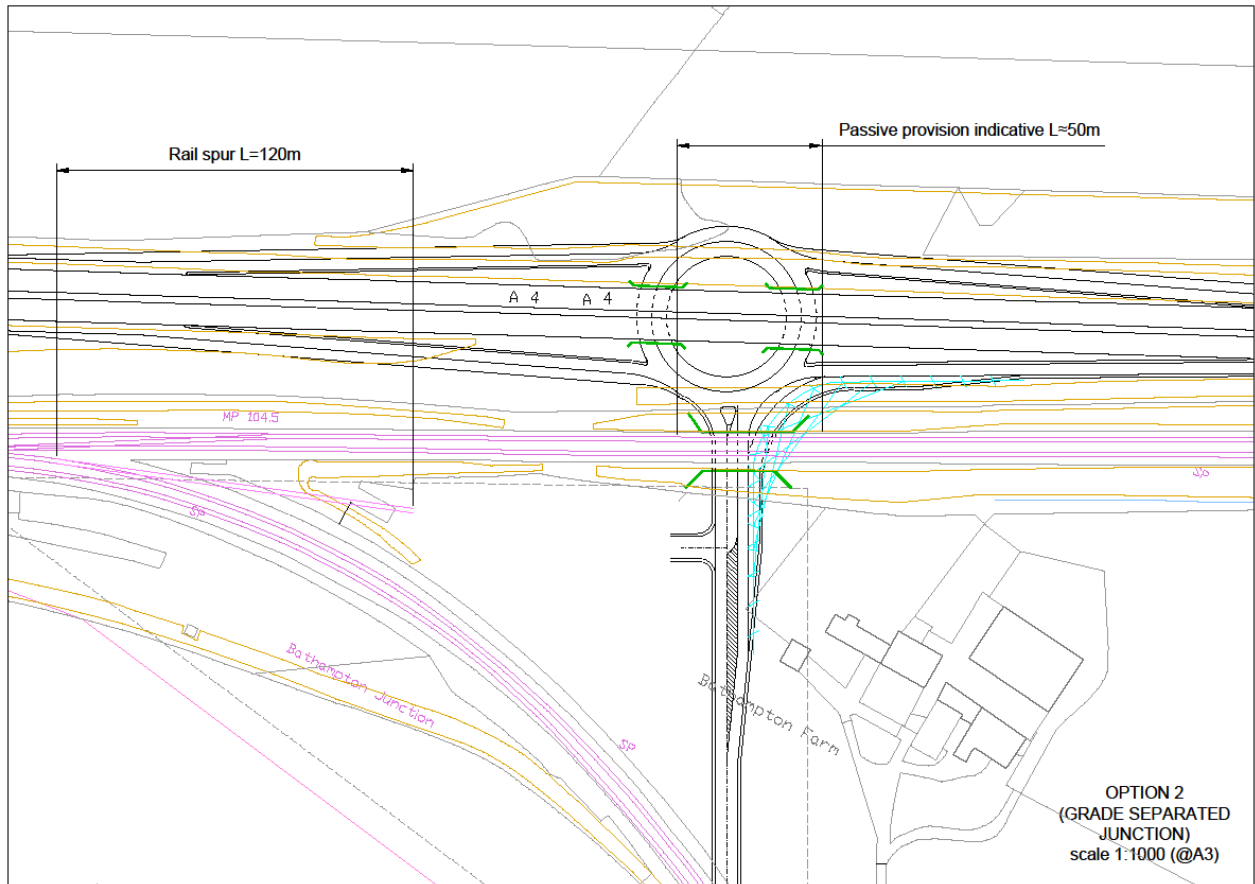 Passive provision indicative L≈50m
Rail spur L=120m
A 4 A 4
MP 104.5
SP
SP
Bathampton Junction
Bathampton Farm
SP
OPTION 2
(GRADE SEPARATED
JUNCTION)
scale 1:1000 (@A3)